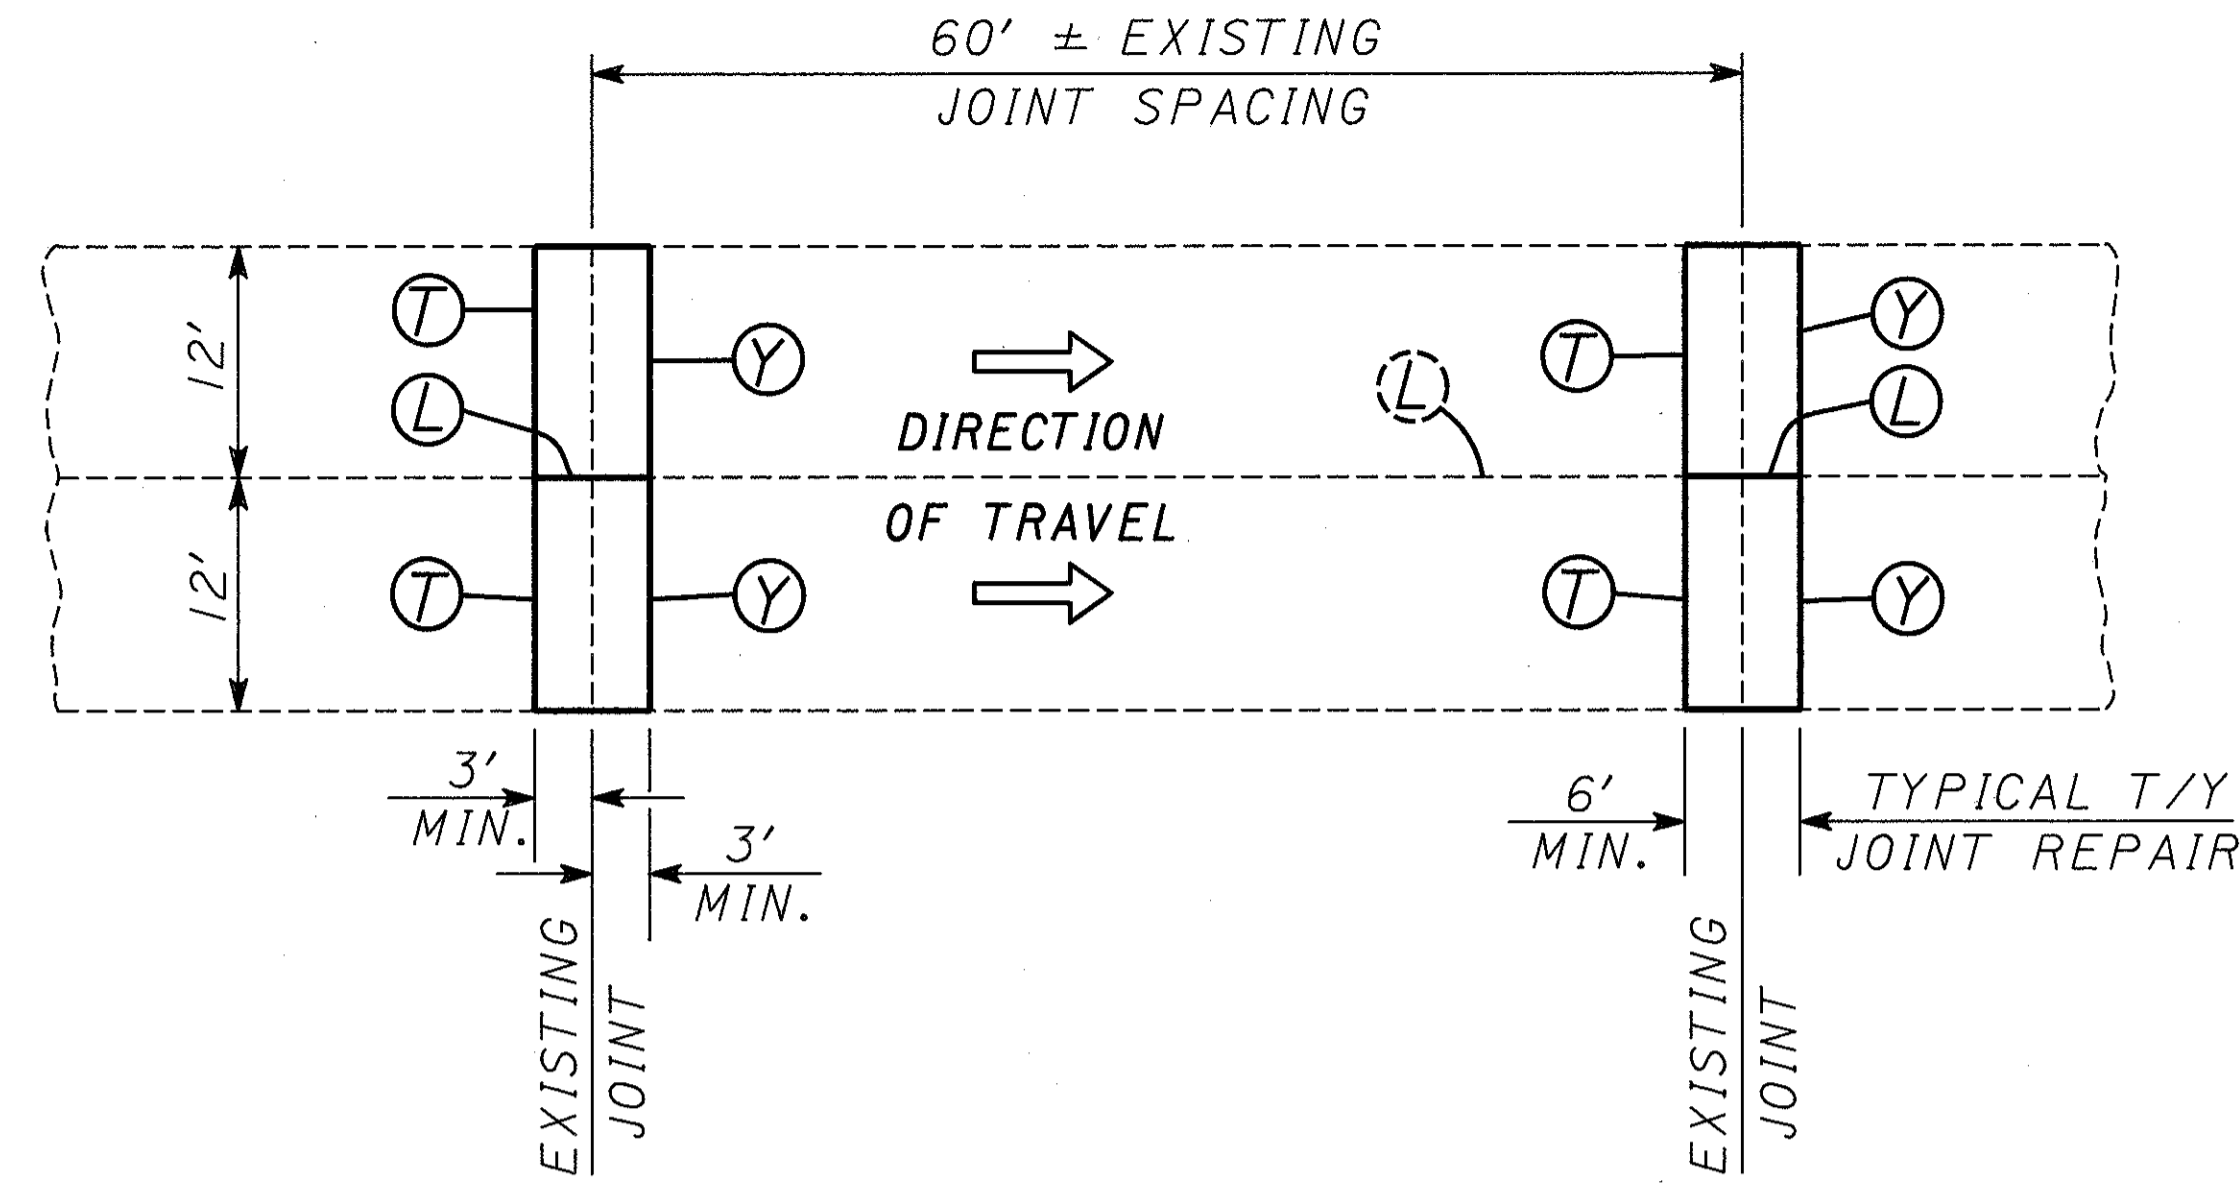 60' ± EXISTING
JOINT SPACING
12'
T
L
Y
DIRECTION
L
T
Y
L
12'
T
Y
OF TRAVEL
T
Y
3'
MIN.
3'
MIN.
6'
MIN.
TYPICAL T/Y
JOINT REPAIR
EXISTING
JOINT
EXISTING
JOINT